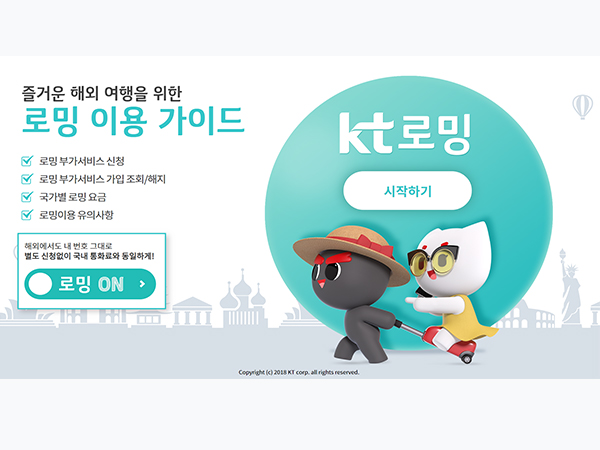 즐거운 해외 여행을 위한
로밍 이용 가이드
로밍 부가서비스 신청
로밍 부가서비스 가입 조회/해지
국가별 로밍 요금
로밍이용 유의사항
해외에서도 내 번호 그대로
별도 신청없이 국내 통화료와 동일하게!
로밍 ON
kt로밍
시작하기
Copyright (c) 2018 KT corp. all rights reserved.